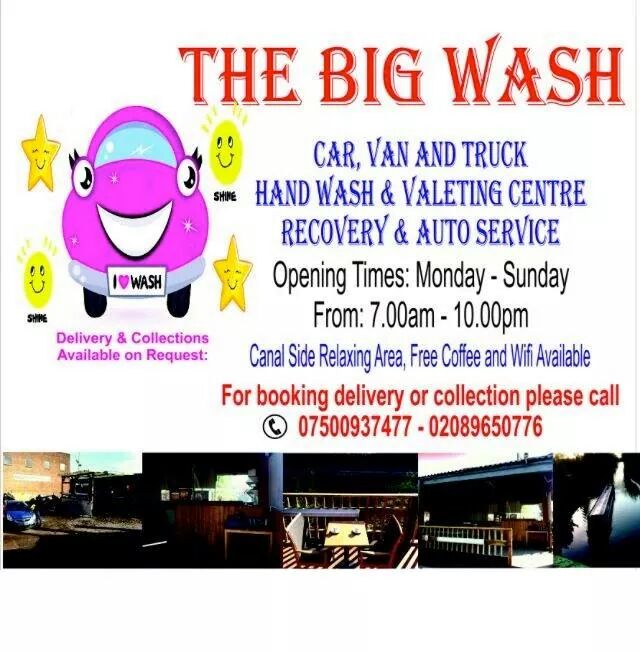 THE BIG WASH
CAR, VAN AND TRUCK
HAND WASH & VALETING CENTRE
RECOVERY & AUTO SERVICE
Opening Times: Monday - Sunday
From: 7.00am - 10.00pm
SHINE
SHINE
I ♥ WASH
Delivery & Collections
Available on Request:
Canal Side Relaxing Area, Free Coffee and Wifi Available
For booking delivery or collection please call
07500937477 - 02089650776